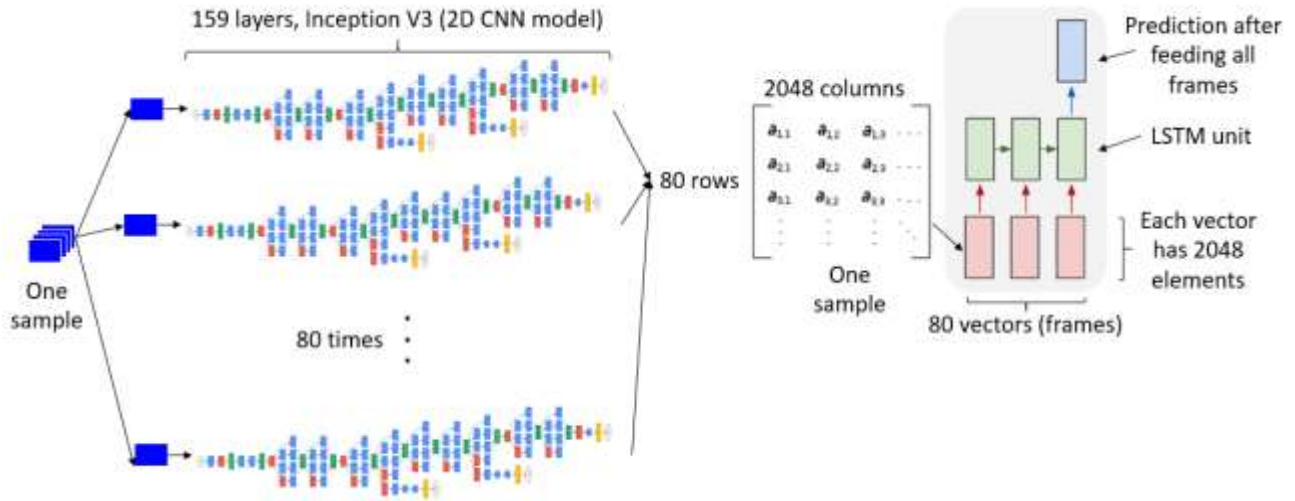 159 layers, Inception V3 (2D CNN model)
One
sample
80 times
80 rows
2048 columns
a1,1 a1,2 a1,3 ....
a2,1 a2,2 a2,3 ....
a3,1 a3,2 a3,3 ....
One
sample
Prediction after
feeding all
frames
LSTM unit
Each vector
has 2048
elements
80 vectors (frames)